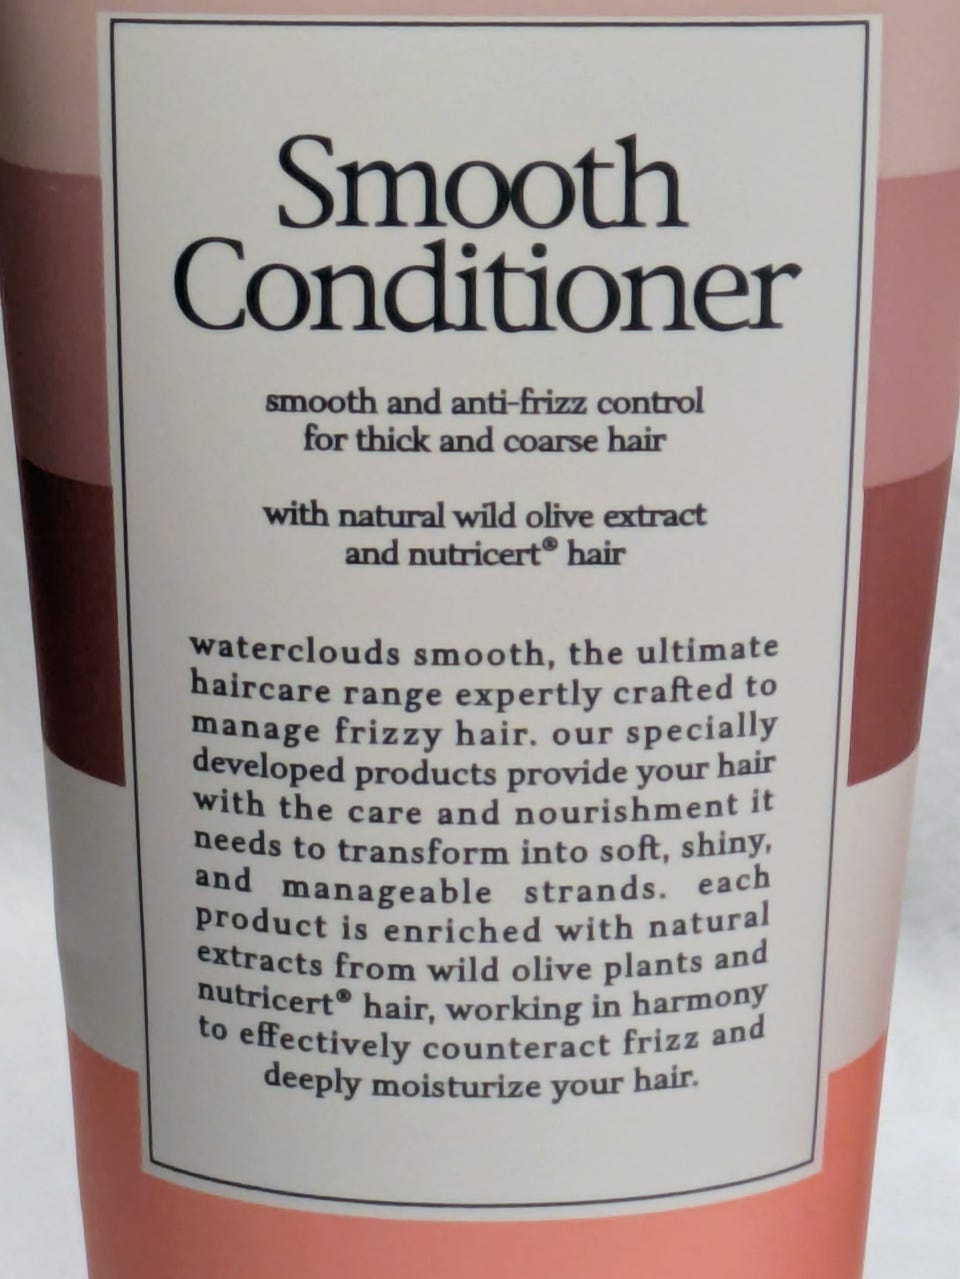 Smooth
Conditioner
smooth and anti-frizz control
for thick and coarse hair
with natural wild olive extract
and nutricert® hair
waterclouds smooth, the ultimate
haircare range expertly crafted to
manage frizzy hair. our specially
developed products provide your hair
with the care and nourishment it
needs to transform into soft, shiny,
and manageable strands. each
product is enriched with natural
extracts from wild olive plants and
nutricert® hair, working in harmony
to effectively counteract frizz and
deeply moisturize your hair.